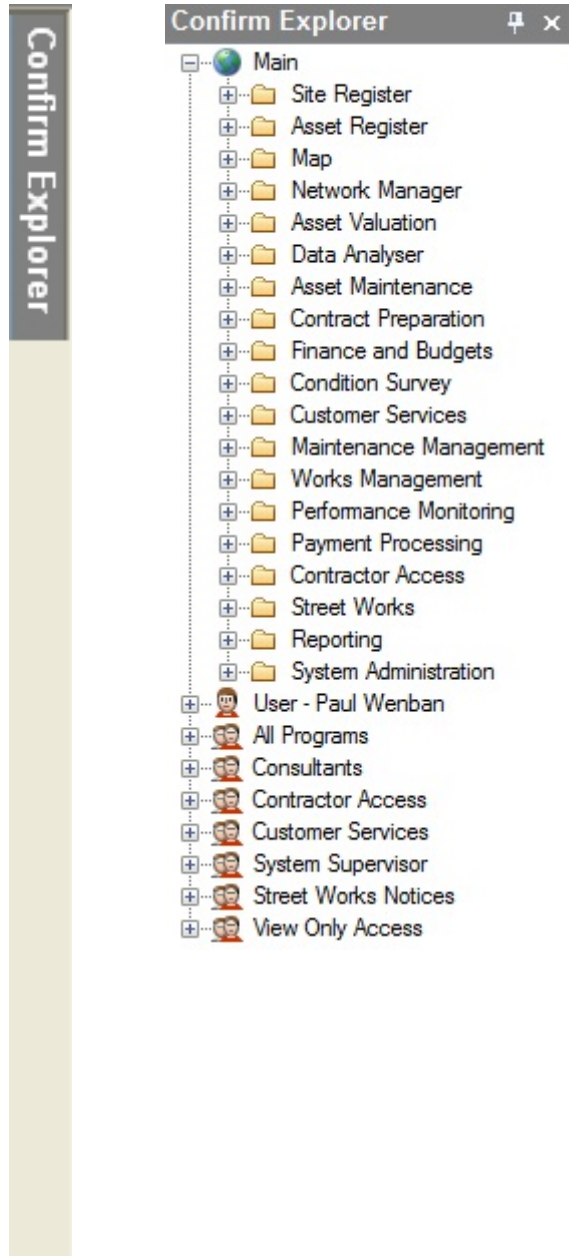 Confirm Explorer
Confirm Explorer
Main
Site Register
Asset Register
Map
Network Manager
Asset Valuation
Data Analyser
Asset Maintenance
Contract Preparation
Finance and Budgets
Condition Survey
Customer Services
Maintenance Management
Works Management
Performance Monitoring
Payment Processing
Contractor Access
Street Works
Reporting
System Administration
User - Paul Wenban
All Programs
Consultants
Contractor Access
Customer Services
System Supervisor
Street Works Notices
View Only Access